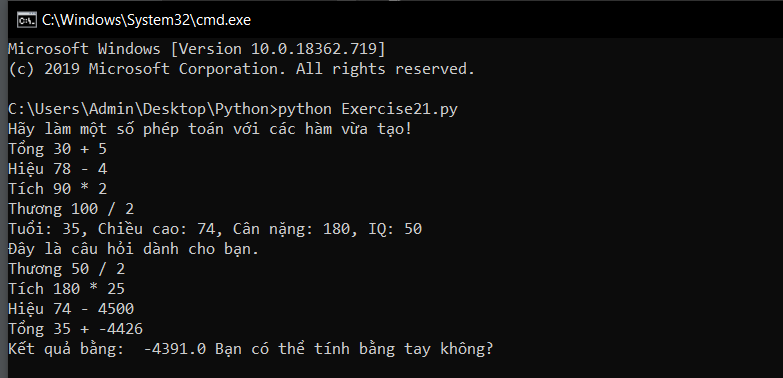 C:\Windows\System32\cmd.exe
Microsoft Windows [Version 10.0.18362.719]
(c) 2019 Microsoft Corporation. All rights reserved.
C:\Users\Admin\Desktop\Python>python Exercise21.py
Hãy làm một số phép toán với các hàm vừa tạo!
Tổng 30 + 5
Hiệu 78 - 4
Tích 90 * 2
Thương 100 / 2
Tuổi: 35, Chiều cao: 74, Cân nặng: 180, IQ: 50
Đây là câu hỏi dành cho bạn.
Thương 50 / 2
Tích 180 * 25
Hiệu 74 - 4500
Tổng 35 + -4426
Kết quả bằng:  -4391.0 Bạn có thể tính bằng tay không?